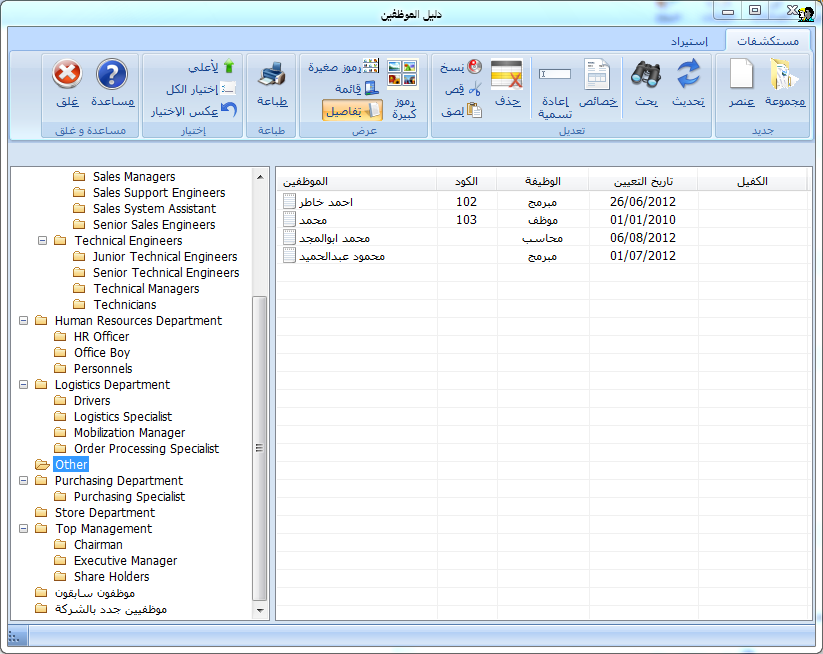 دليل الموظفين
مستكشفات
إستيراد
مجموعة
عنصر
جديد
تحديث
بحث
خصائص
إعادة تسمية
حذف
نسخ
قص
لصق
تعديل
رموز كبيرة
رموز صغيرة
قائمة
تفاصيل
عرض
طباعة
طباعة
لأعلي
إختيار الكل
عكس الإختيار
إختيار
مساعدة
غلق
مساعدة و غلق
Sales Managers
Sales Support Engineers
Sales System Assistant
Senior Sales Engineers
Technical Engineers
Junior Technical Engineers
Senior Technical Engineers
Technical Managers
Technicians
Human Resources Department
HR Officer
Office Boy
Personnels
Logistics Department
Drivers
Logistics Specialist
Mobilization Manager
Order Processing Specialist
Other
Purchasing Department
Purchasing Specialist
Store Department
Top Management
Chairman
Executive Manager
Share Holders
موظفون سابقون
موظفيين جدد بالشركة
الموظفين الكود الوظيفة تاريخ التعيين الكفيل
احمد خاطر 102 مبرمج 26/06/2012
محمد 103 موظف 01/01/2010
محمد ابوالمجد محاسب 06/08/2012
محمود عبدالحميد مبرمج 01/07/2012